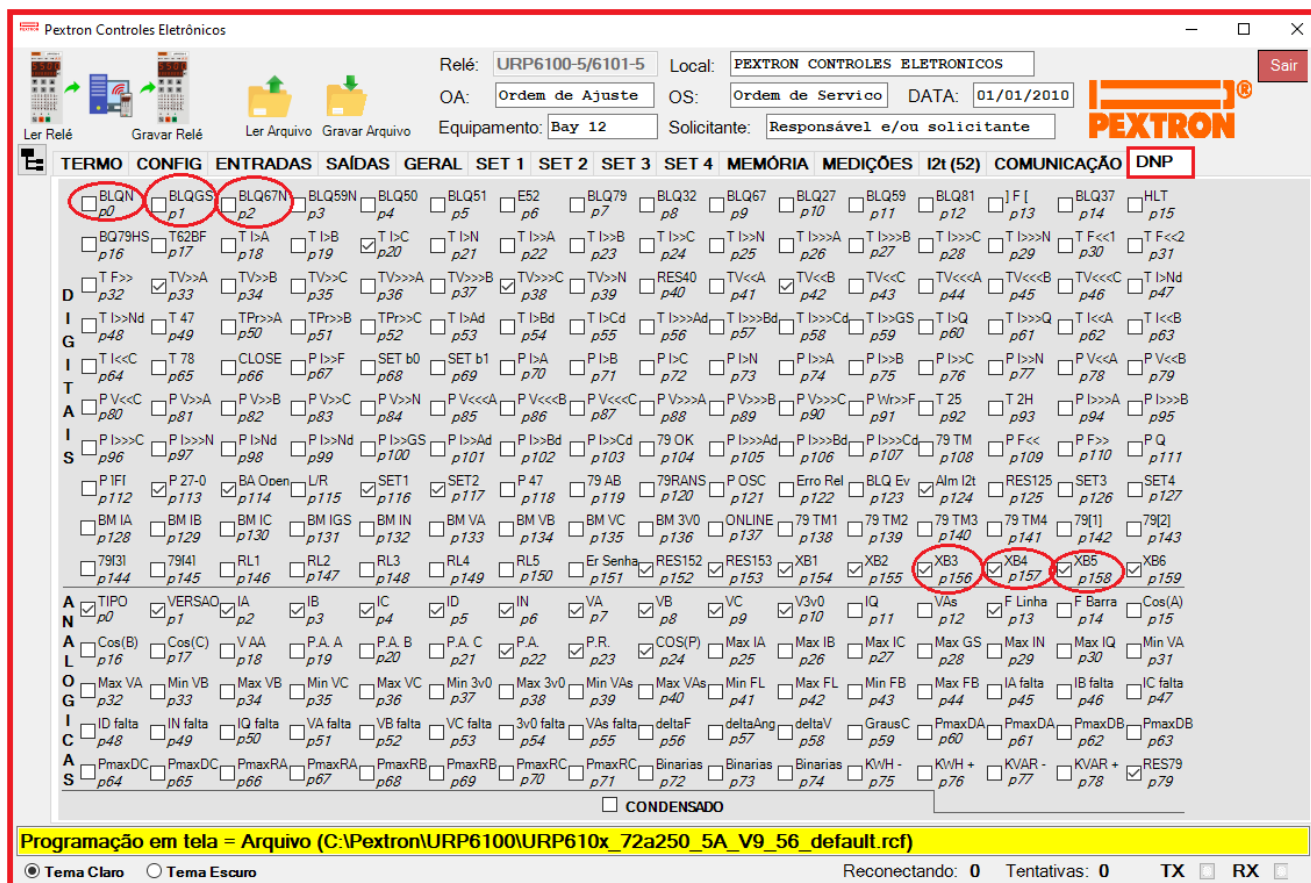 PEXTRON Pextron Controles Eletrônicos
Relé: URP6100-5/6101-5 Local: PEXTRON CONTROLES ELETRONICOS Sair
OA: Ordem de Ajuste OS: Ordem de Servico DATA: 01/01/2010
Ler Relé Gravar Relé Ler Arquivo Gravar Arquivo Equipamento: Bay 12 Solicitante: Responsável e/ou solicitante PEXTRON ®
TERMO CONFIG ENTRADAS SAÍDAS GERAL SET 1 SET 2 SET 3 SET 4 MEMÓRIA MEDIÇÕES I2t (52) COMUNICAÇÃO DNP
DIGITAIS
BLQN BLQGS BLQ67N BLQ59N BLQ50 BLQ51 E52 BLQ79 BLQ32 BLQ67 BLQ27 BLQ59 BLQ81 ] F [ BLQ37 HLT
p0 p1 p2 p3 p4 p5 p6 p7 p8 p9 p10 p11 p12 p13 p14 p15
BQ79HS T62BF T I>A T I>B T I>C T I>N T I>>A T I>>B T I>>C T I>>N T I>>>A T I>>>B T I>>>C T I>>>N T F<<1 T F<<2
p16 p17 p18 p19 p20 p21 p22 p23 p24 p25 p26 p27 p28 p29 p30 p31
T F>> TV>>A TV>>B TV>>C TV>>>A TV>>>B TV>>>C TV>>N RES40 TV<<A TV<<B TV<<C TV<<<A TV<<<B TV<<<C T I>Nd
p32 p33 p34 p35 p36 p37 p38 p39 p40 p41 p42 p43 p44 p45 p46 p47
T I>>Nd T 47 TPr>>A TPr>>B TPr>>C T I>Ad T I>Bd T I>Cd T I>>>Ad T I>>>Bd T I>>>Cd T I>>GS T I>Q T I>>>Q T I<<A T I<<B
p48 p49 p50 p51 p52 p53 p54 p55 p56 p57 p58 p59 p60 p61 p62 p63
T I<<C T 78 CLOSE P I>>F SET b0 SET b1 P I>A P I>B P I>C P I>N P I>>A P I>>B P I>>C P I>>N P V<<A P V<<B
p64 p65 p66 p67 p68 p69 p70 p71 p72 p73 p74 p75 p76 p77 p78 p79
P V<<C P V>>A P V>>B P V>>C P V>>N P V<<<A P V<<<B P V<<<C P V>>>A P V>>>B P V>>>C P Wr>>F T 25 T 2H P I>>>A P I>>>B
p80 p81 p82 p83 p84 p85 p86 p87 p88 p89 p90 p91 p92 p93 p94 p95
P I>>>C P I>>>N P I>Nd P I>>Nd P I>>GS P I>>Ad P I>>Bd P I>>Cd 79 OK P I>>>Ad P I>>>Bd P I>>>Cd 79 TM P F<< P F>> P Q
p96 p97 p98 p99 p100 p101 p102 p103 p104 p105 p106 p107 p108 p109 p110 p111
P ]F[ P 27-0 BA Open L/R SET1 SET2 P 47 79 AB 79RANS P OSC Erro Rel BLQ Ev Alm I2t RES125 SET3 SET4
p112 p113 p114 p115 p116 p117 p118 p119 p120 p121 p122 p123 p124 p125 p126 p127
BM IA BM IB BM IC BM IGS BM IN BM VA BM VB BM VC BM 3V0 ONLINE 79 TM1 79 TM2 79 TM3 79 TM4 79[1] 79[2]
p128 p129 p130 p131 p132 p133 p134 p135 p136 p137 p138 p139 p140 p141 p142 p143
79[3] 79[4] RL1 RL2 RL3 RL4 RL5 Er Senha RES152 RES153 XB1 XB2 XB3 XB4 XB5 XB6
p144 p145 p146 p147 p148 p149 p150 p151 p152 p153 p154 p155 p156 p157 p158 p159
ANALOGICAS
TIPO VERSAO IA IB IC ID IN VA VB VC V3v0 IQ VAs F Linha F Barra Cos(A)
p0 p1 p2 p3 p4 p5 p6 p7 p8 p9 p10 p11 p12 p13 p14 p15
Cos(B) Cos(C) V AA P.A. A P.A. B P.A. C P.A. P.R. COS(P) Max IA Max IB Max IC Max GS Max IN Max IQ Min VA
p16 p17 p18 p19 p20 p21 p22 p23 p24 p25 p26 p27 p28 p29 p30 p31
Max VA Min VB Max VB Min VC Max VC Min 3v0 Max 3v0 Min VAs Max VAs Min FL Max FL Min FB Max FB IA falta IB falta IC falta
p32 p33 p34 p35 p36 p37 p38 p39 p40 p41 p42 p43 p44 p45 p46 p47
ID falta IN falta IQ falta VA falta VB falta VC falta 3v0 falta VAs falta deltaF deltaAng deltaV GrausC PmaxDA PmaxDA PmaxDB PmaxDB
p48 p49 p50 p51 p52 p53 p54 p55 p56 p57 p58 p59 p60 p61 p62 p63
PmaxDC PmaxDC PmaxRA PmaxRA PmaxRB PmaxRB PmaxRC PmaxRC Binarias Binarias Binarias KWH - KWH + KVAR - KVAR + RES79
p64 p65 p66 p67 p68 p69 p70 p71 p72 p73 p74 p75 p76 p77 p78 p79
CONDENSADO
Programação em tela = Arquivo (C:\Pextron\URP6100\URP610x_72a250_5A_V9_56_default.rcf)
Tema Claro Tema Escuro Reconectando: 0 Tentativas: 0 TX RX